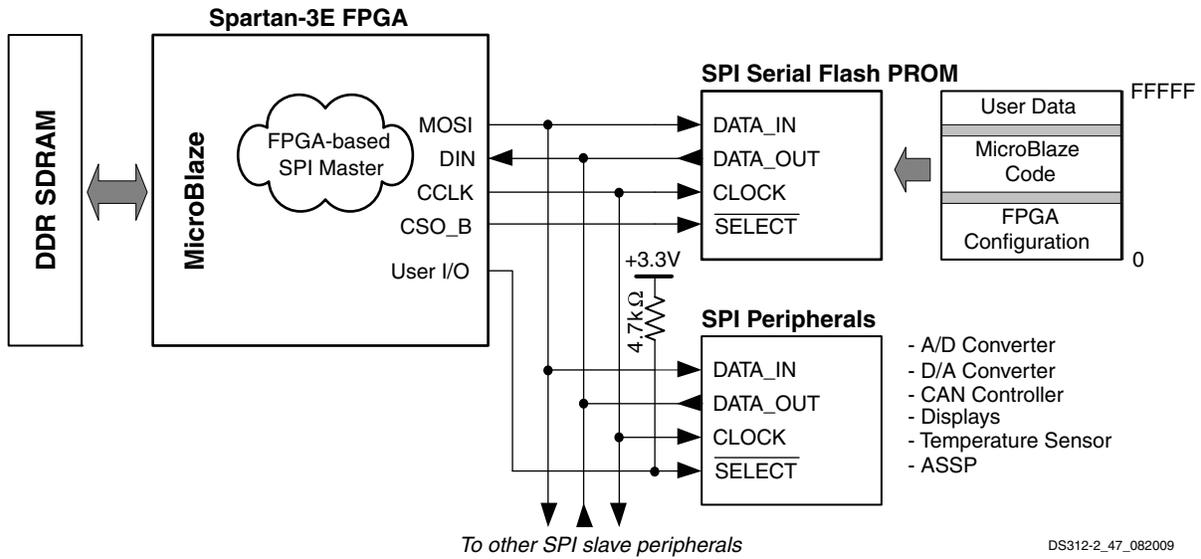 Spartan-3E FPGA
DDR SDRAM
MicroBlaze
FPGA-based
SPI Master
MOSI
DIN
CCLK
CSO_B
User I/O
SPI Serial Flash PROM
DATA_IN
DATA_OUT
CLOCK
SELECT
User Data
MicroBlaze
Code
FPGA
Configuration
FFFFF
0
+3.3V
4.7kΩ
SPI Peripherals
DATA_IN
DATA_OUT
CLOCK
SELECT
- A/D Converter
- D/A Converter
- CAN Controller
- Displays
- Temperature Sensor
- ASSP
To other SPI slave peripherals
DS312-2_47_082009